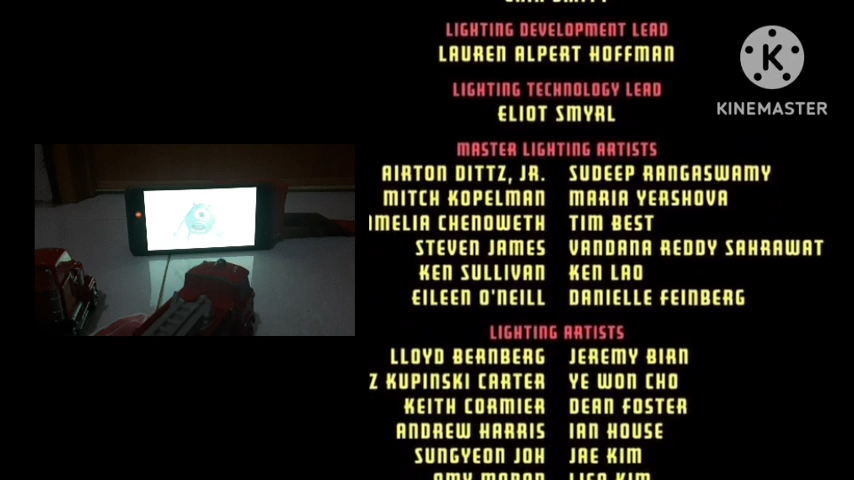 LIGHTING DEVELOPMENT LEAD
LAUREN ALPERT HOFFMAN
LIGHTING TECHNOLOGY LEAD
ELIOT SMYRL
MASTER LIGHTING ARTISTS
AIRTON DITTZ, JR. SUDEEP RANGASWAMY
MITCH KOPELMAN MARIA YERSHOVA
AMELIA CHENOWETH TIM BEST
STEVEN JAMES VANDANA REDDY SAHRAWAT
KEN SULLIVAN KEN LAO
EILEEN O'NEILL DANIELLE FEINBERG
LIGHTING ARTISTS
LLOYD BERNBERG JEREMY BIRN
Z KUPINSKI CARTER YE WON CHO
KEITH CORMIER DEAN FOSTER
ANDREW HARRIS IAN HOUSE
SUNGYEON JOH JAE KIM
KINEMASTER